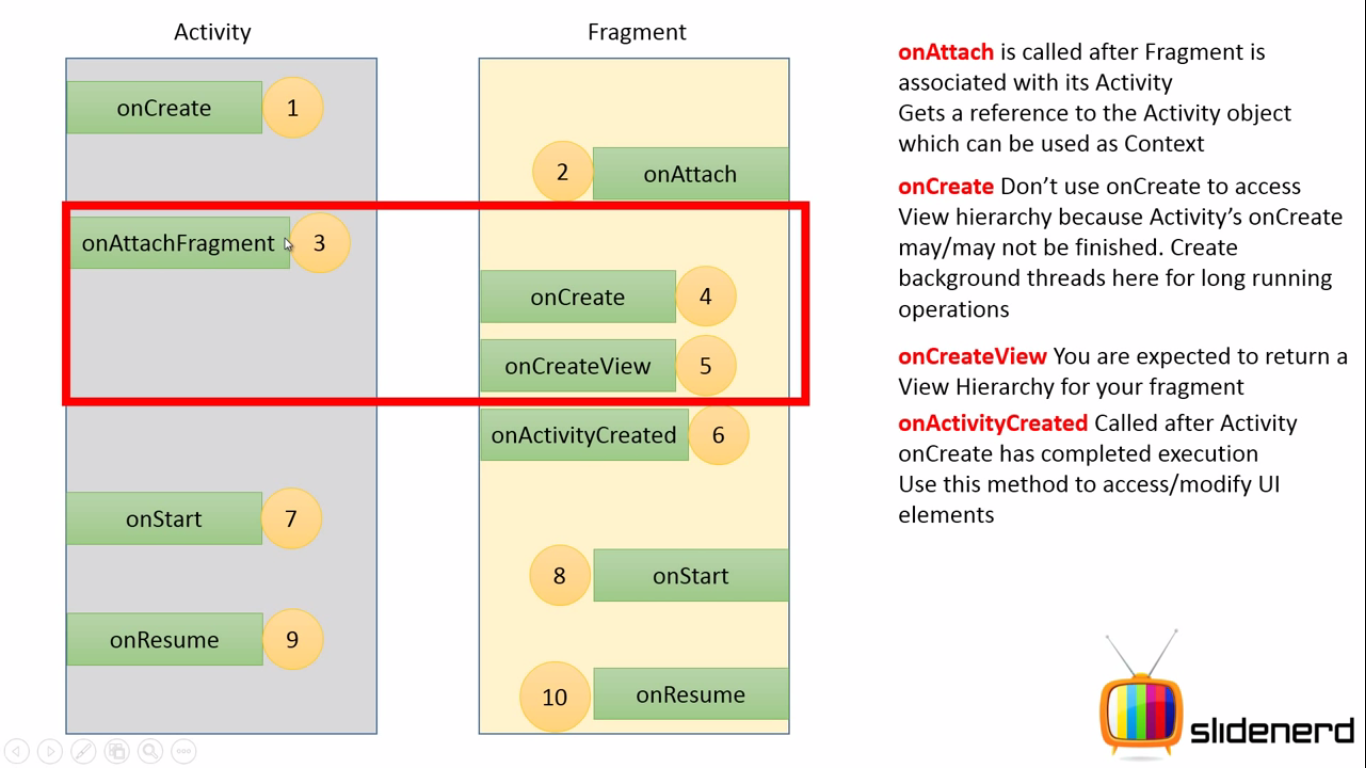 Activity
Fragment
onCreate
1
2
onAttach
onAttachFragment
3
onCreate
4
onCreateView
5
onActivityCreated
6
onStart
7
8
onStart
onResume
9
10
onResume
onAttach is called after Fragment is
associated with its Activity
Gets a reference to the Activity object
which can be used as Context
onCreate Don’t use onCreate to access
View hierarchy because Activity’s onCreate
may/may not be finished. Create
background threads here for long running
operations
onCreateView You are expected to return a
View Hierarchy for your fragment
onActivityCreated Called after Activity
onCreate has completed execution
Use this method to access/modify UI
elements
slidenerd